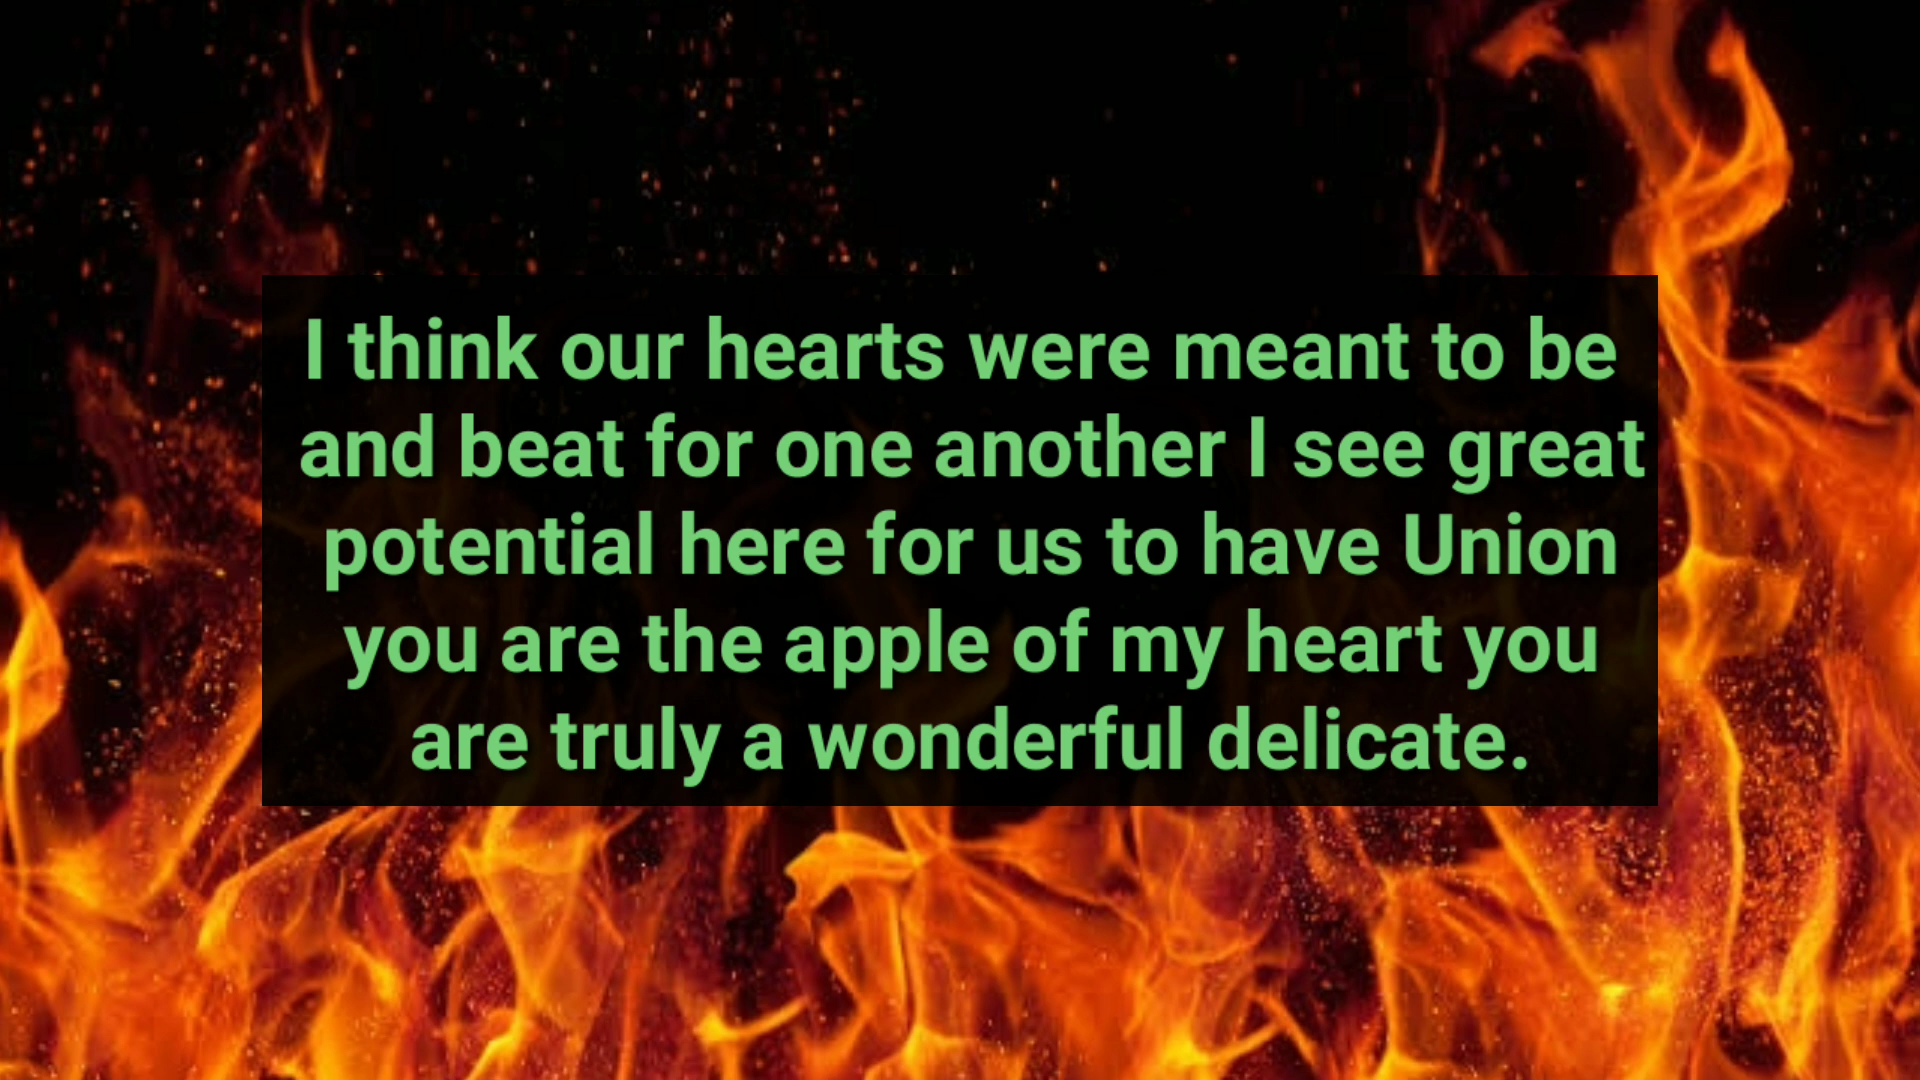 I think our hearts were meant to be
and beat for one another I see great
potential here for us to have Union
you are the apple of my heart you
are truly a wonderful delicate.